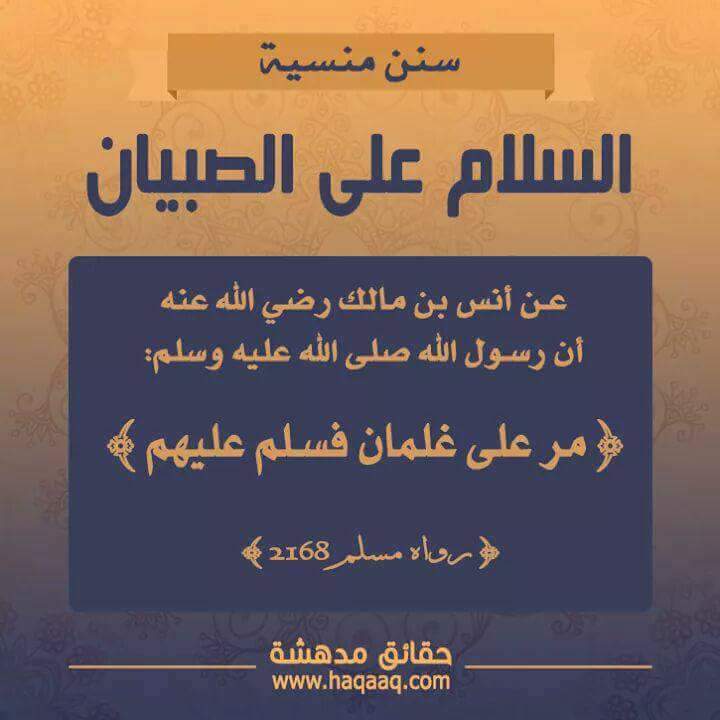 سنن منسية
السلام على الصبيان
عن أنس بن مالك رضي الله عنه
أن رسول الله صلى الله عليه وسلم:
﴿ مر على غلمان فسلم عليهم ﴾
﴿ رواه مسلم 2168 ﴾
حقائق مدهشة
www.haqaaq.com